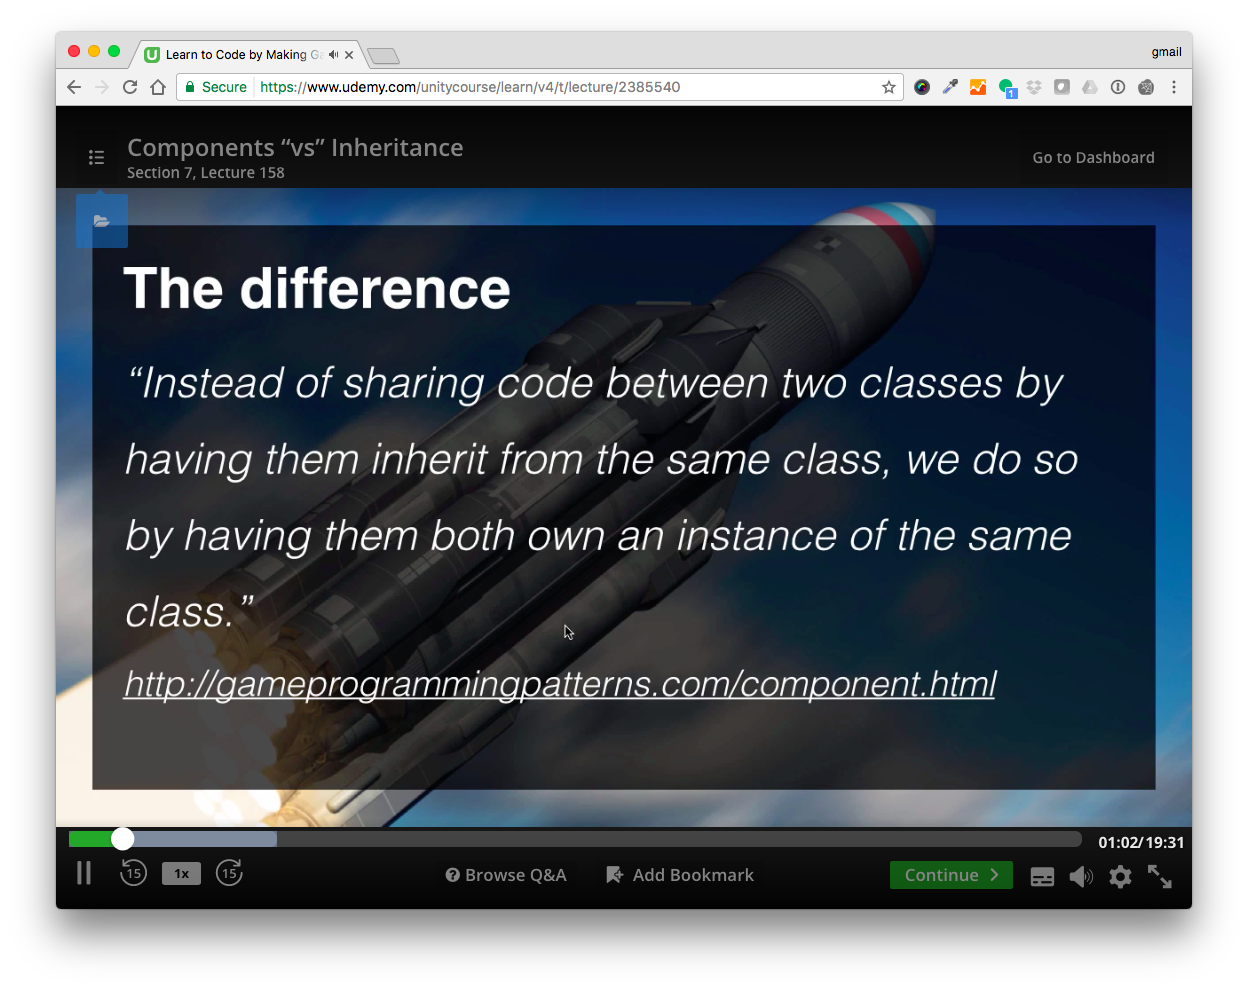 Learn to Code by Making Ga
gmail
Secure https://www.udemy.com/unitycourse/learn/v4/t/lecture/2385540
1
Components “vs” Inheritance
Section 7, Lecture 158
Go to Dashboard
The difference
“Instead of sharing code between two classes by
having them inherit from the same class, we do so
by having them both own an instance of the same
class.”
http://gameprogrammingpatterns.com/component.html
01:02/19:31
15 1x 15 Browse Q&A Add Bookmark Continue